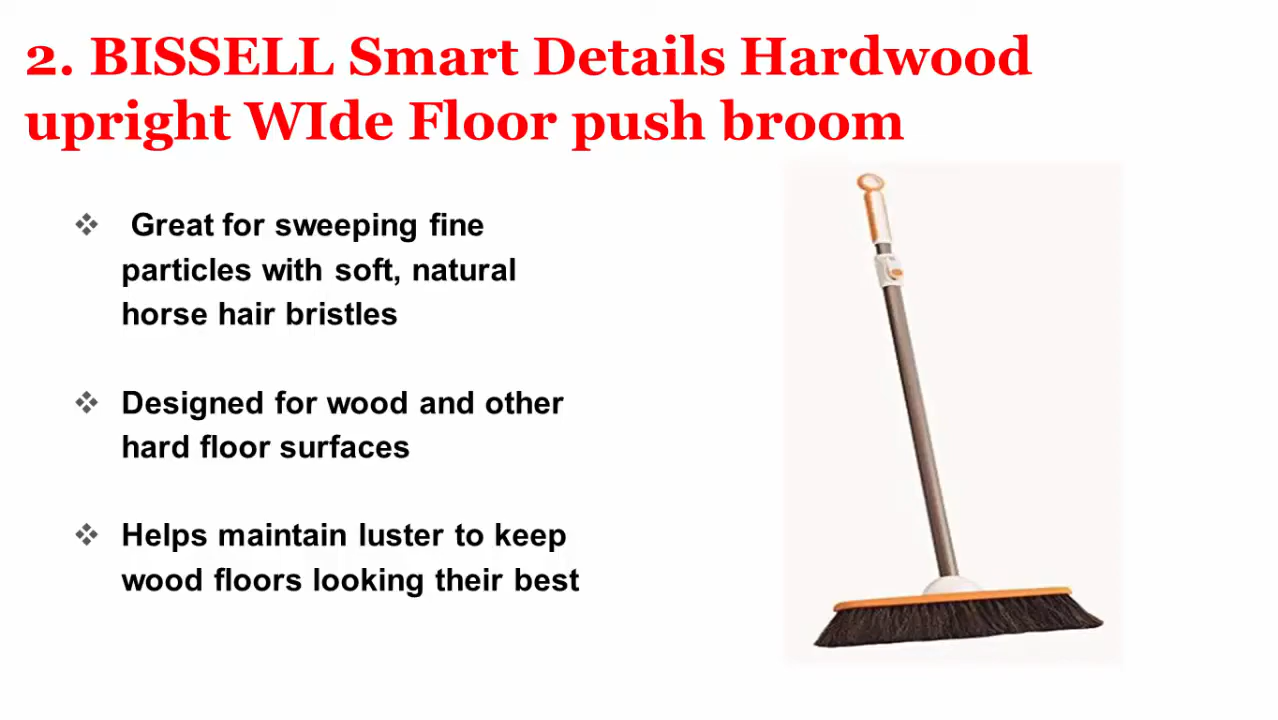 2. BISSELL Smart Details Hardwood
upright WIde Floor push broom
❖ Great for sweeping fine
particles with soft, natural
horse hair bristles
❖ Designed for wood and other
hard floor surfaces
❖ Helps maintain luster to keep
wood floors looking their best